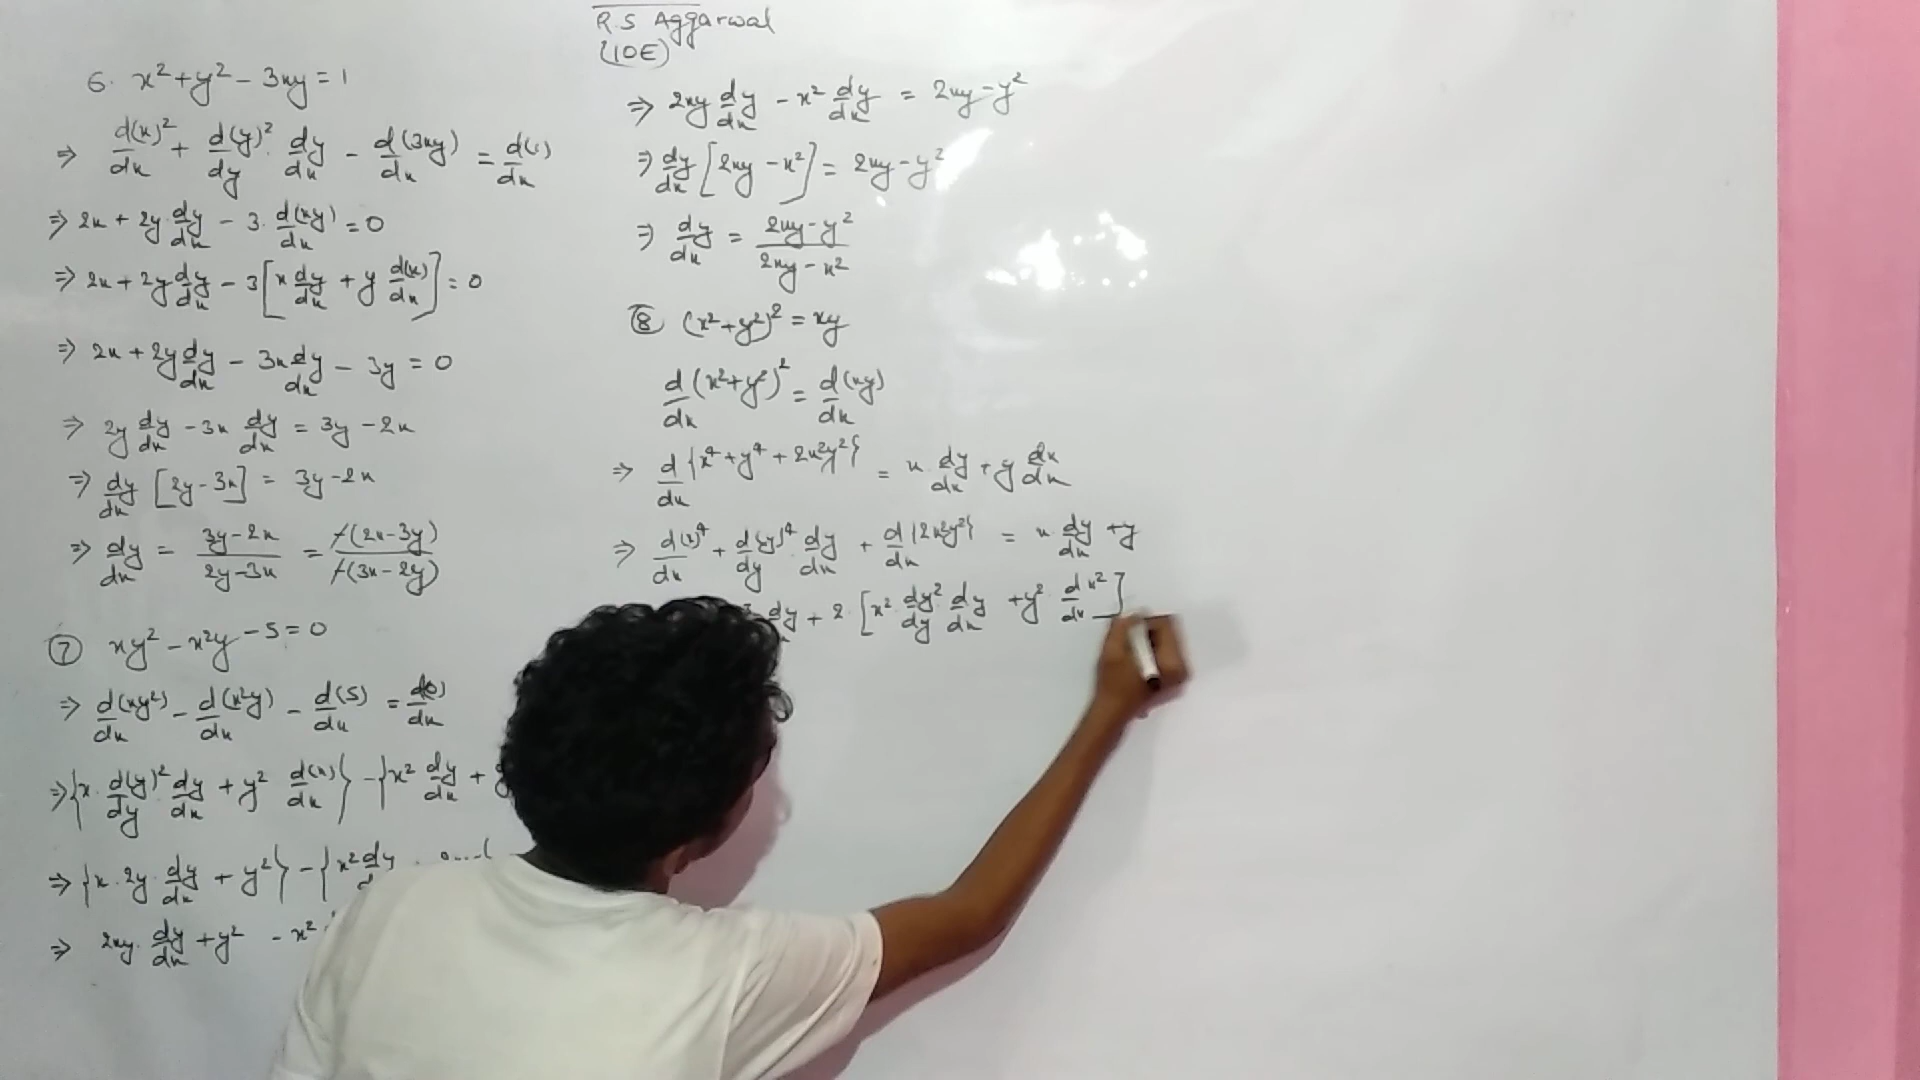 R.S Aggarwal
(10E)
6. x² + y² - 3xy = 1
⇒ d(x)²/dx + d(y)²/dy · dy/dx - d(3xy)/dx = d(1)/dx
⇒ 2x + 2y dy/dx - 3 · d(xy)/dx = 0
⇒ 2x + 2y dy/dx - 3[x dy/dx + y d(x)/dx] = 0
⇒ 2x + 2y dy/dx - 3x dy/dx - 3y = 0
⇒ 2y dy/dx - 3x dy/dx = 3y - 2x
⇒ dy/dx [2y - 3x] = 3y - 2x
⇒ dy/dx = (3y - 2x)/(2y - 3x) = -(2x - 3y)/-(3x - 2y)
⑦ xy² - x²y - 5 = 0
⇒ d(xy²)/dx - d(x²y)/dx - d(5)/dx = d(0)/dx
⇒ {x · d(y)²/dy · dy/dx + y² d(x)/dx} - {x² dy/dx +
⇒ {x · 2y · dy/dx + y²} - {x² dy
⇒ 2xy · dy/dx + y² - x²
⇒ 2xy dy/dx - x² dy/dx = 2xy - y²
⇒ dy/dx [2xy - x²] = 2xy - y²
⇒ dy/dx = (2xy - y²)/(2xy - x²)
⑧ (x² + y²)² = xy
d/dx (x² + y²)² = d(xy)/dx
⇒ d/dx {x⁴ + y⁴ + 2x²y²} = x · dy/dx + y dx/dx
⇒ d(x)⁴/dx + d(y)⁴/dy · dy/dx + d{2x²y²}/dx = x · dy/dx + y
dy + 2 · [x² · dy²/dy · dy/dx + y² · dx²/dx]